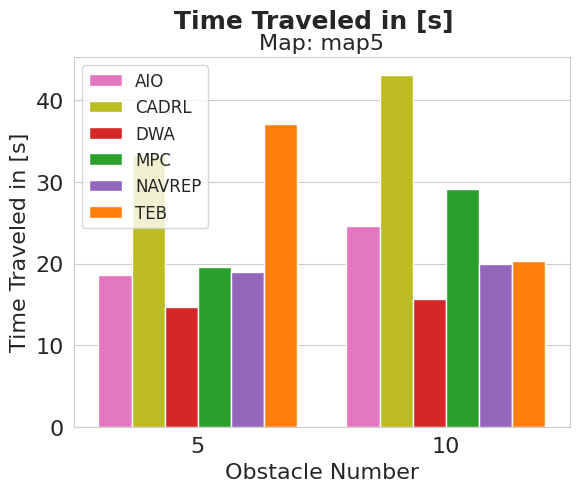 Time Traveled in [s]
Map: map5
AIO
CADRL
DWA
MPC
NAVREP
TEB
Time Traveled in [s]
40
30
20
10
0
5 10
Obstacle Number